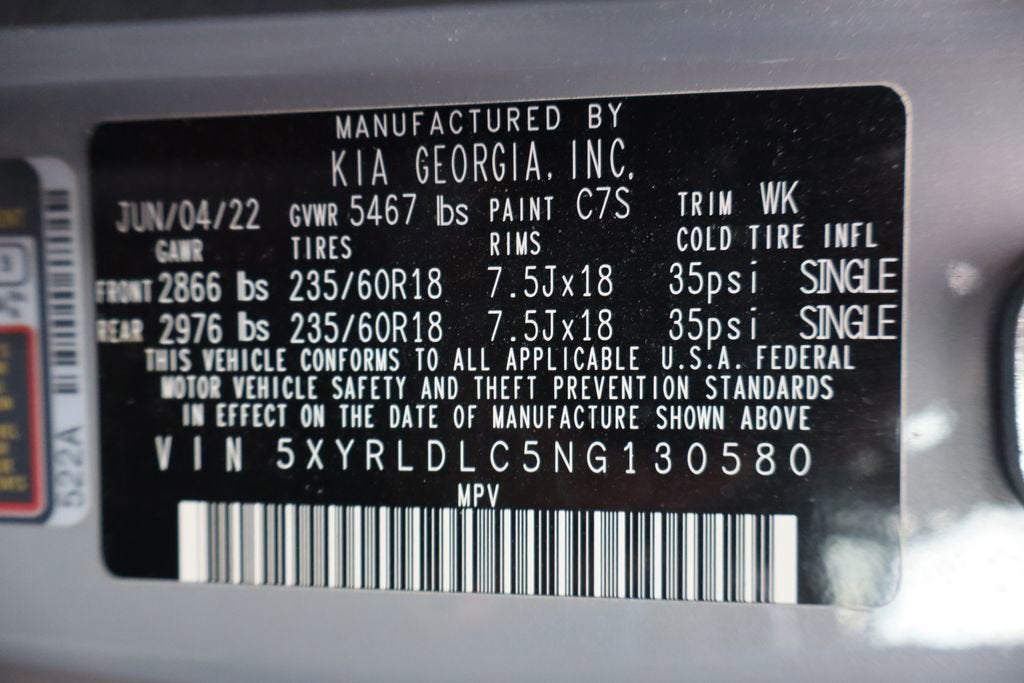 MANUFACTURED BY
KIA GEORGIA, INC.
JUN/04/22 GVWR 5467 lbs PAINT C7S TRIM WK
GAWR TIRES RIMS COLD TIRE INFL
FRONT 2866 lbs 235/60R18 7.5Jx18 35psi SINGLE
REAR 2976 lbs 235/60R18 7.5Jx18 35psi SINGLE
THIS VEHICLE CONFORMS TO ALL APPLICABLE U.S.A. FEDERAL
MOTOR VEHICLE SAFETY AND THEFT PREVENTION STANDARDS
IN EFFECT ON THE DATE OF MANUFACTURE SHOWN ABOVE
VIN 5XYRLDLC5NG130580
MPV
522A